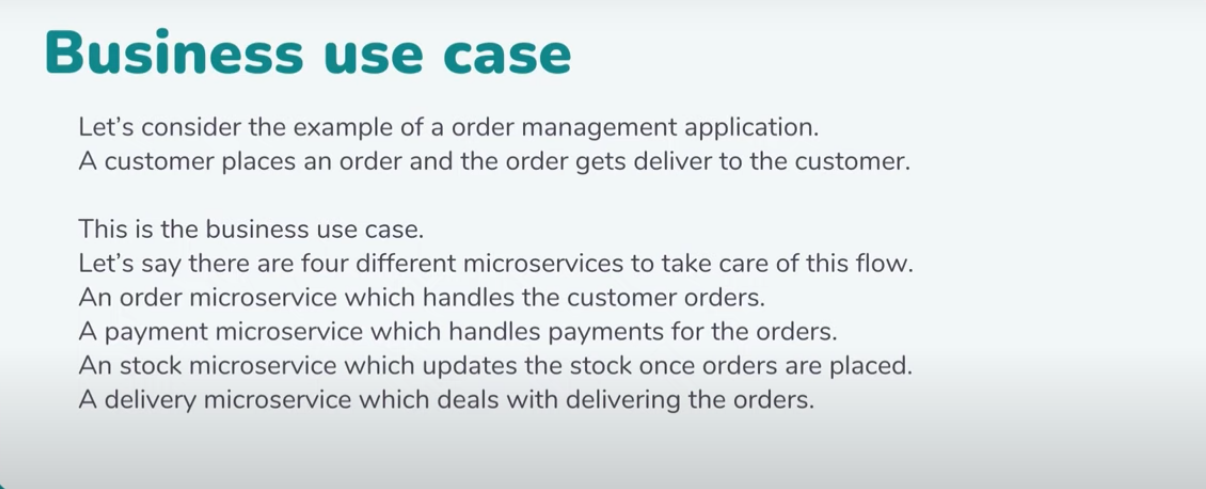 Business use case
Let's consider the example of a order management application.
A customer places an order and the order gets deliver to the customer.
This is the business use case.
Let's say there are four different microservices to take care of this flow.
An order microservice which handles the customer orders.
A payment microservice which handles payments for the orders.
An stock microservice which updates the stock once orders are placed.
A delivery microservice which deals with delivering the orders.